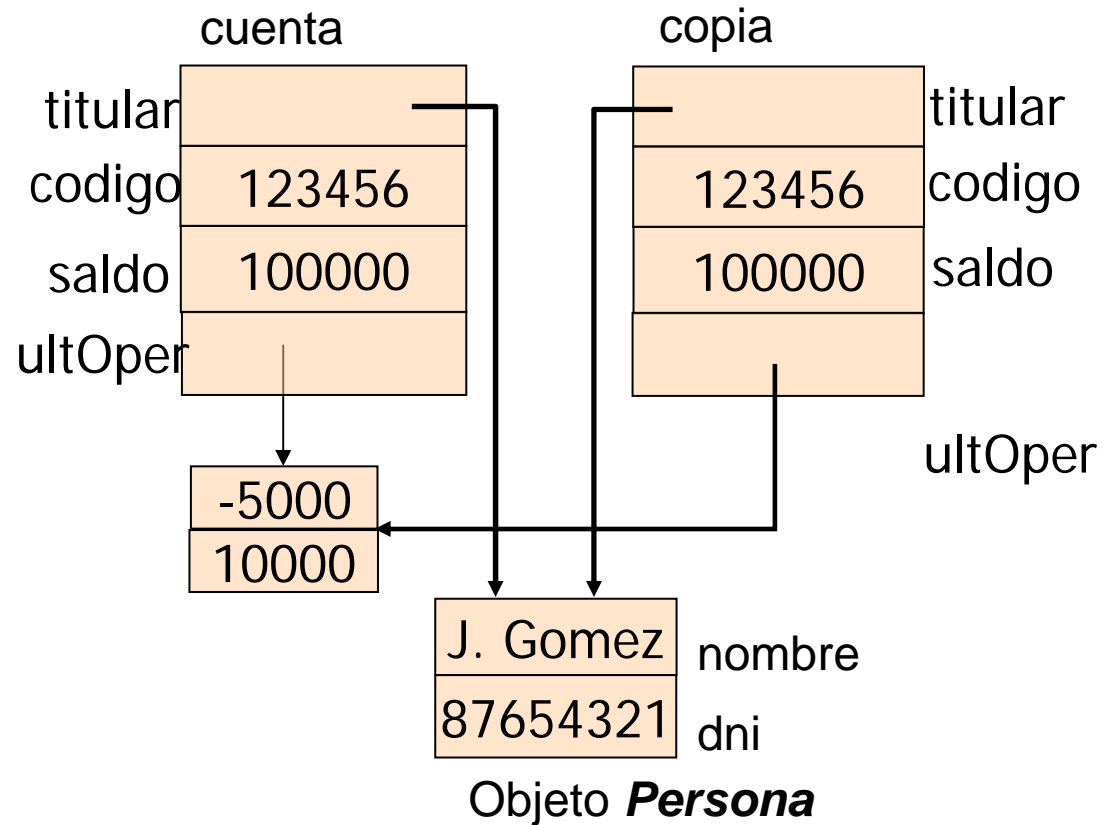 cuenta
copia
titular
titular
codigo
123456
123456
codigo
saldo
100000
100000
saldo
ultOper
ultOper
-5000
10000
J. Gomez
nombre
87654321
dni
Objeto Persona